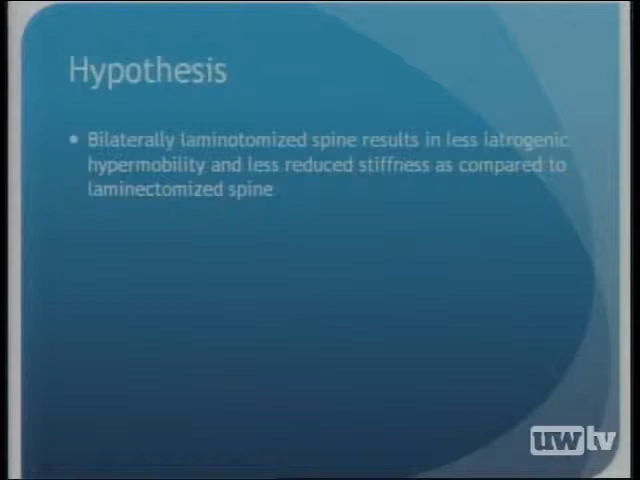 Hypothesis
• Bilaterally laminotomized spine results in less iatrogenic
hypermobility and less reduced stiffness as compared to
laminectomized spine
uwtv